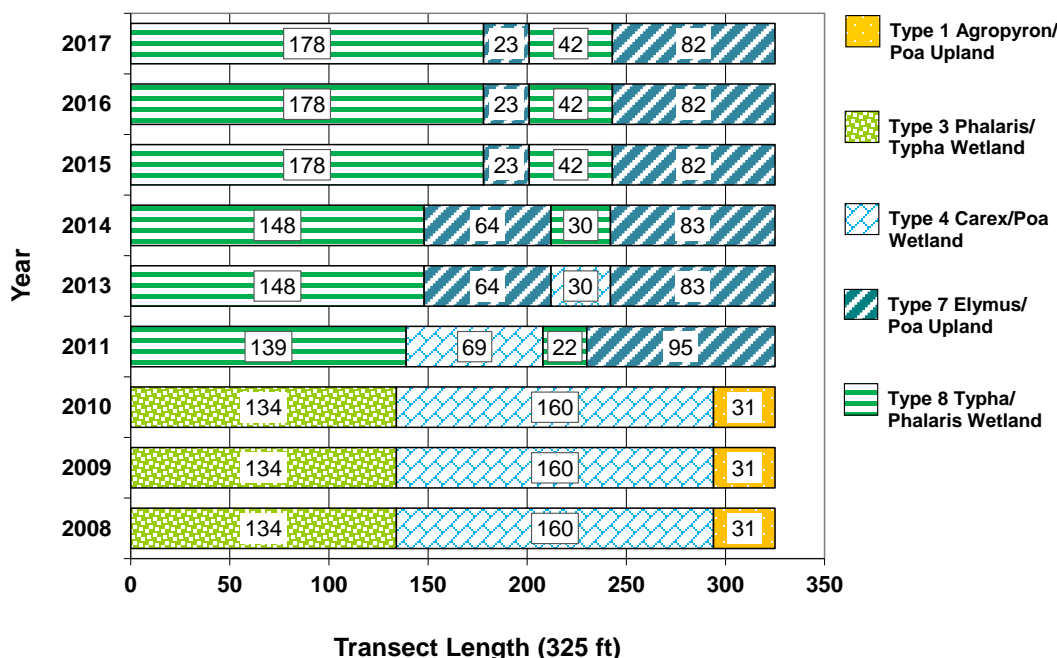 2017 178 23 42 82
2016 178 23 42 82
2015 178 23 42 82
2014 148 64 30 83
2013 148 64 30 83
2011 139 69 22 95
2010 134 160 31
2009 134 160 31
2008 134 160 31
0 50 100 150 200 250 300 350
Year
Transect Length (325 ft)
Type 1 Agropyron/
Poa Upland
Type 3 Phalaris/
Typha Wetland
Type 4 Carex/Poa
Wetland
Type 7 Elymus/
Poa Upland
Type 8 Typha/
Phalaris Wetland